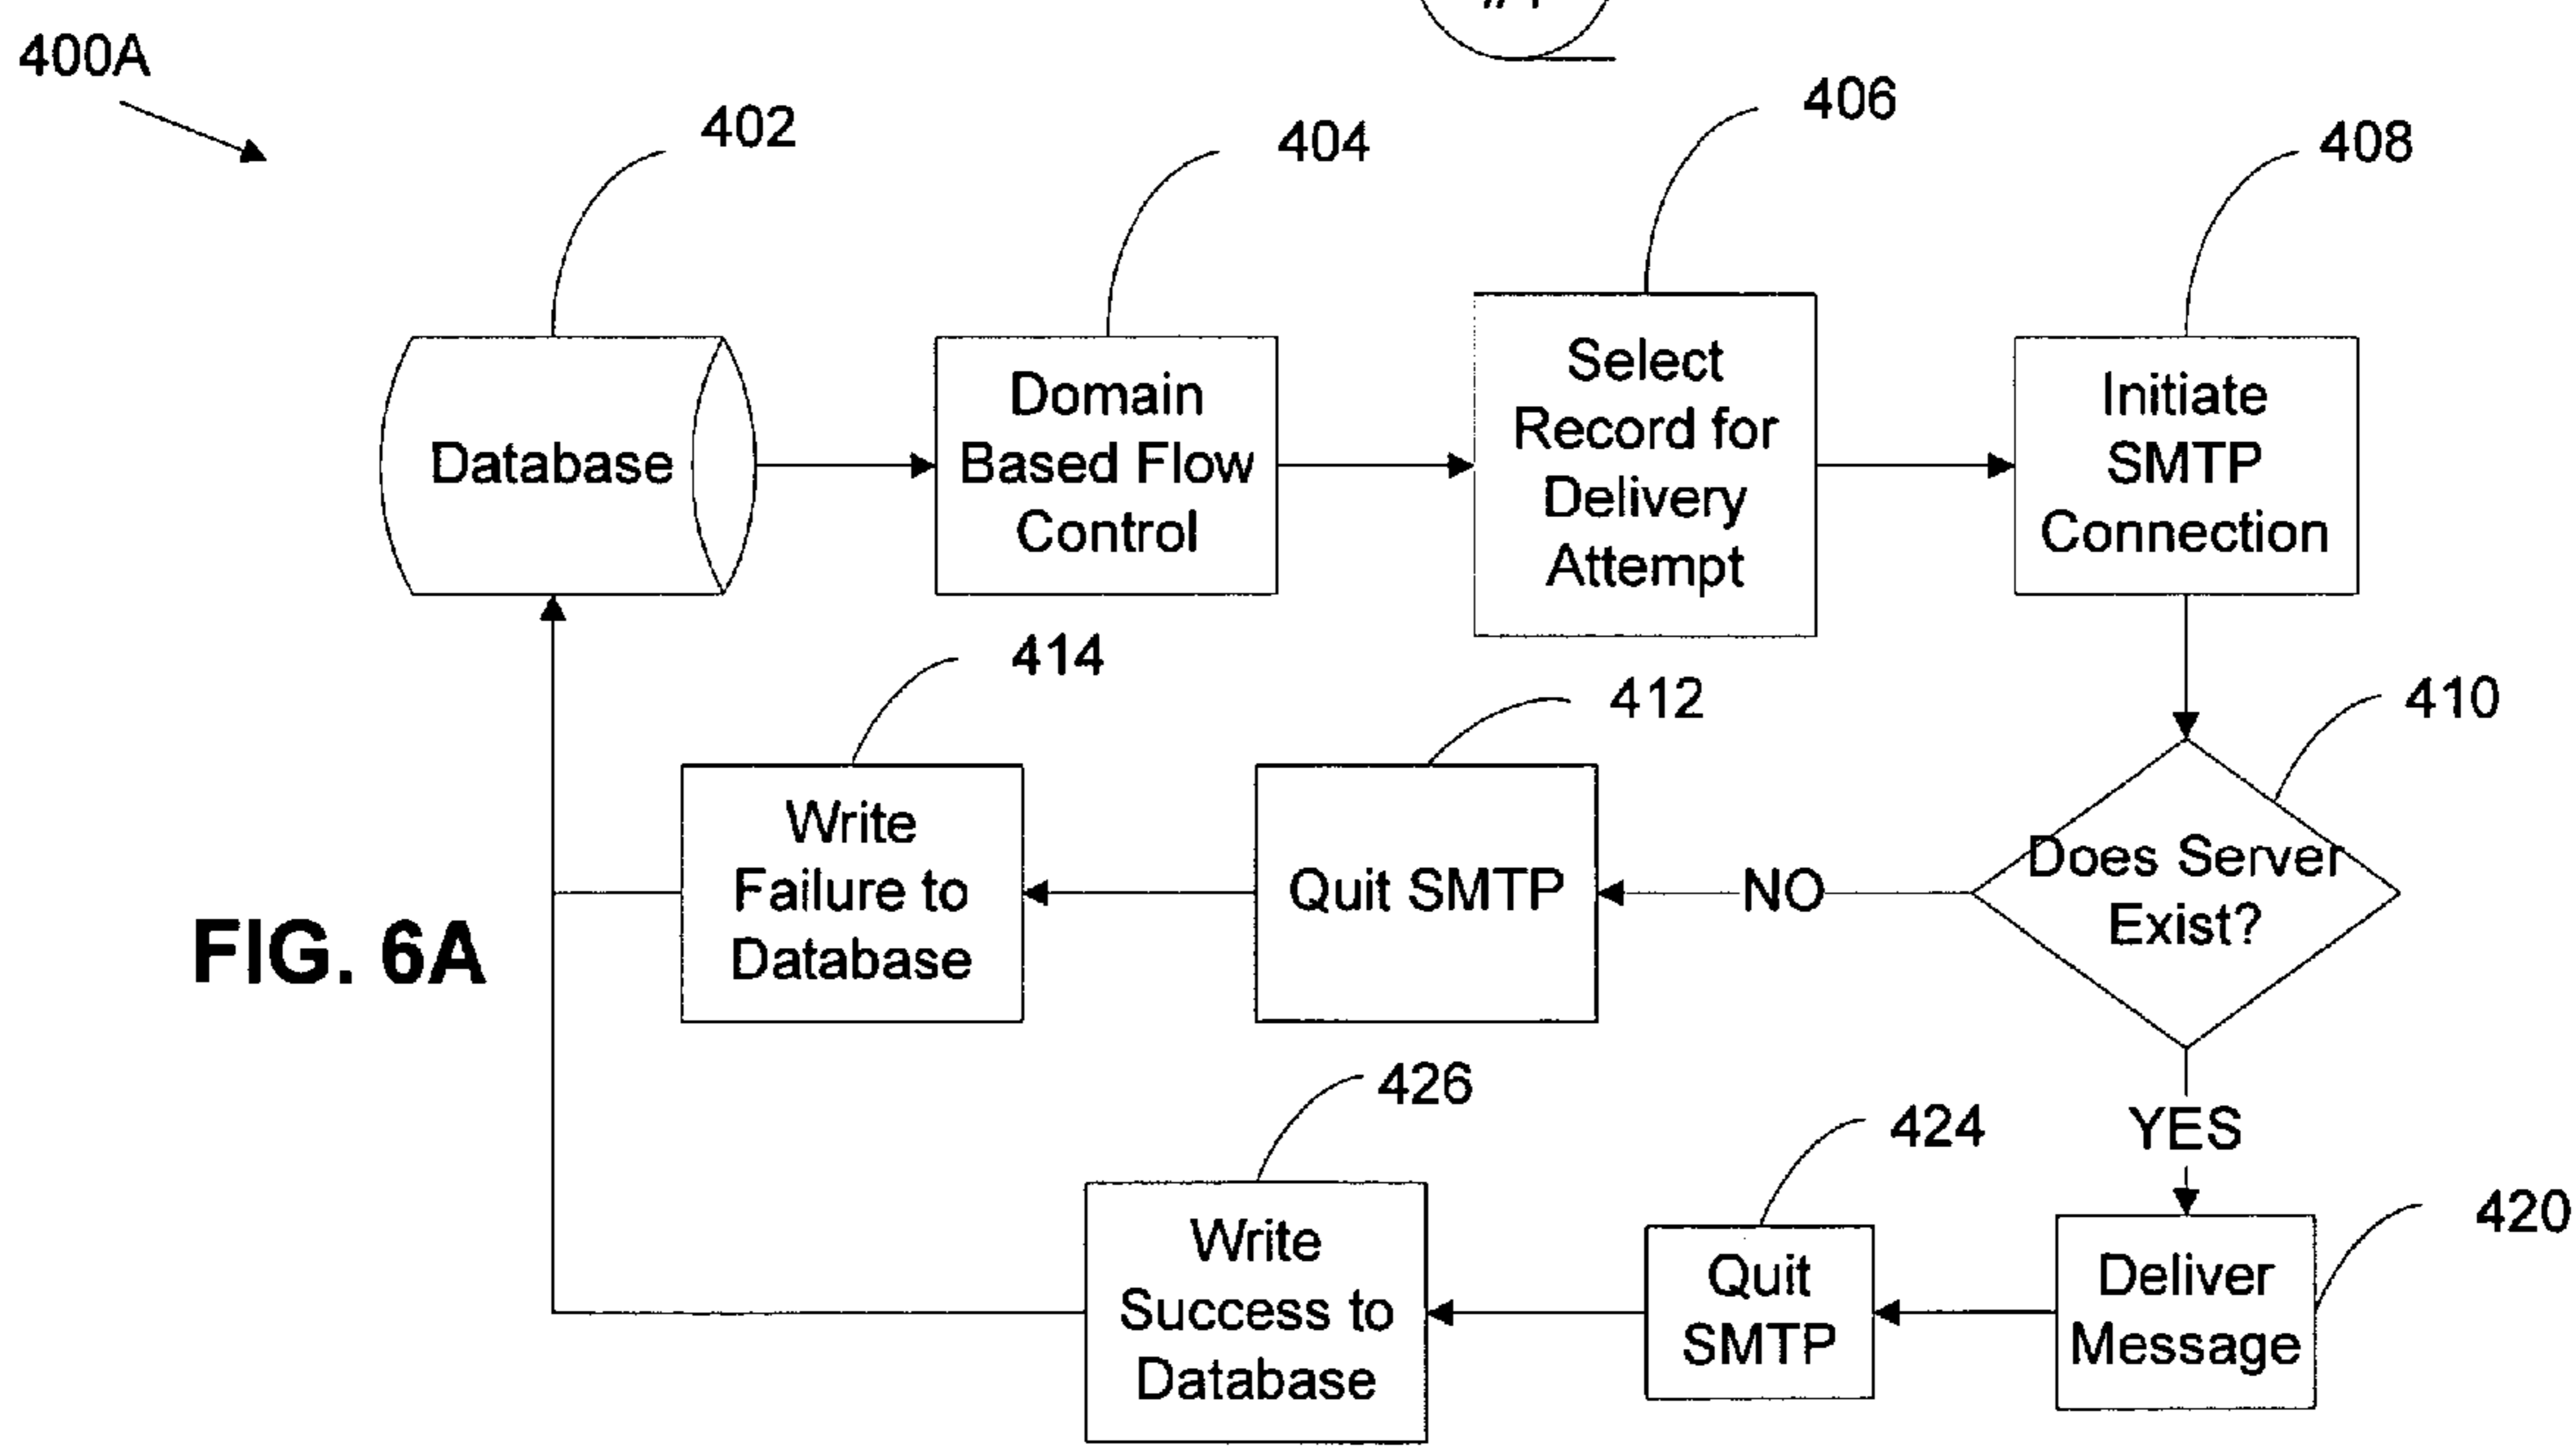 400A
402
404
406
408
Database
Domain
Based Flow
Control
Select
Record for
Delivery
Attempt
Initiate
SMTP
Connection
414
412
410
Write
Failure to
Database
Quit SMTP
NO
Does Server
Exist?
FIG. 6A
YES
426
424
420
Write
Success to
Database
Quit
SMTP
Deliver
Message